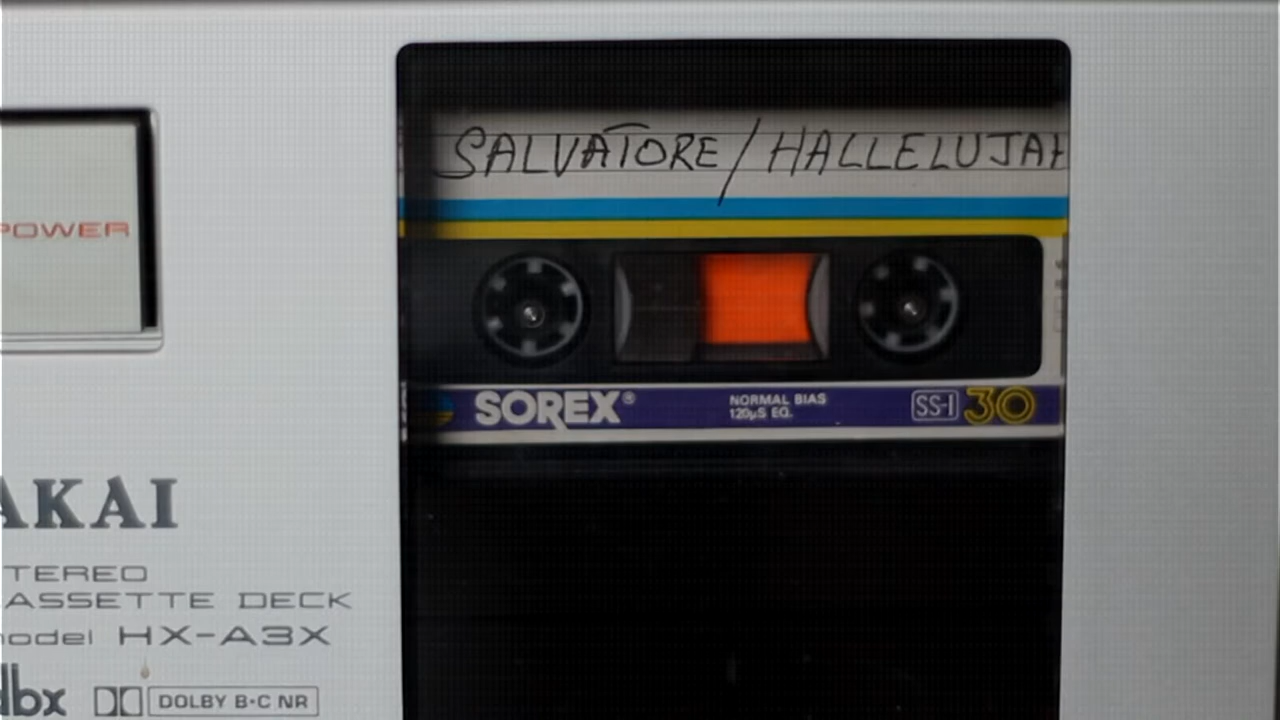 SALVATORE/HALLELUJAH
POWER
SOREX®
NORMAL BIAS
120µS EQ.
SS-I 30
AKAI
TEREO
ASSETTE DECK
model HX-A3X
dbx DOLBY B·C NR